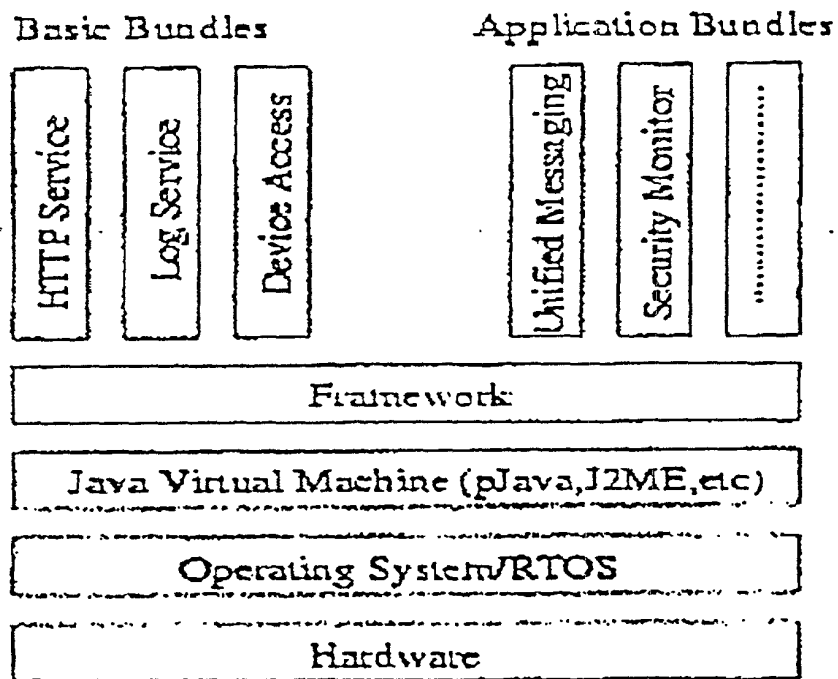 Basic Bundles
Application Bundles
HTTP Service
Log Service
Device Access
Unified Messaging
Security Monitor
Framework
Java Virtual Machine (pJava,J2ME,etc)
Operating System/RTOS
Hardware